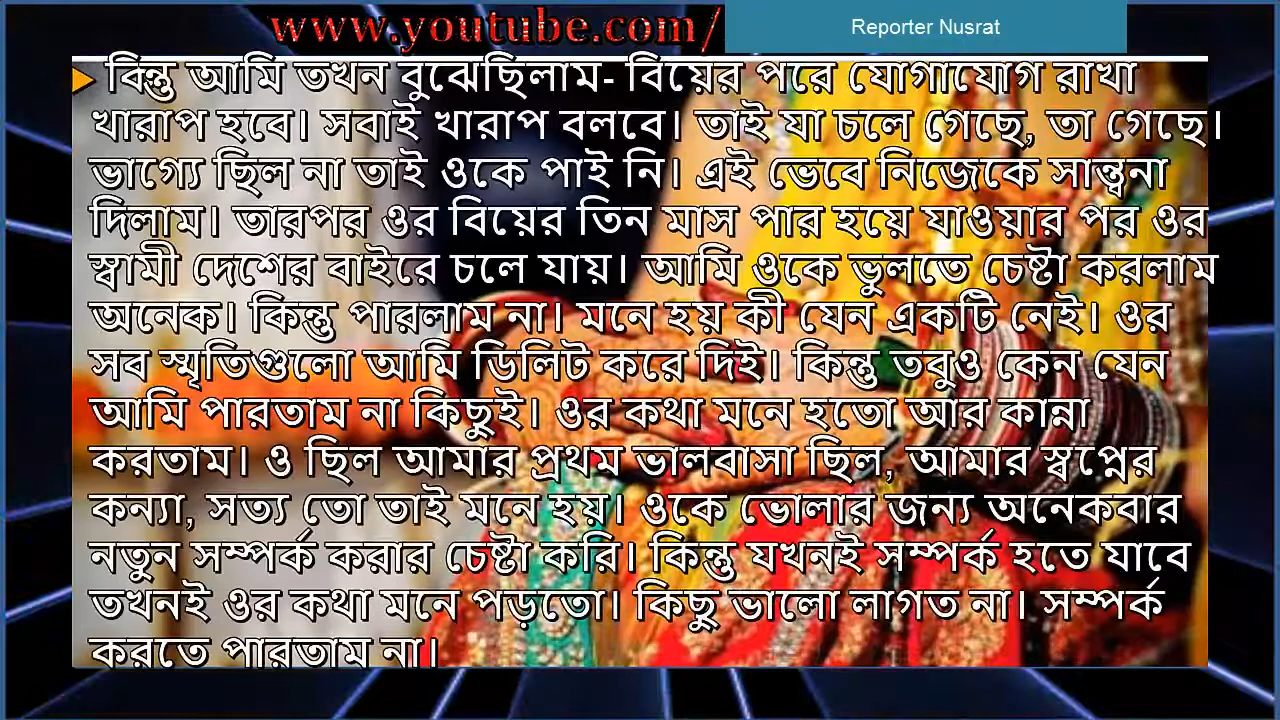 www.youtube.com/
Reporter Nusrat
বিন্তু আমি তখন বুঝেছিলাম- বিয়ের পরে যোগাযোগ রাখা
খারাপ হবে। সবাই খারাপ বলবে। তাই যা চলে গেছে, তা গেছে।
ভাগ্যে ছিল না তাই ওকে পাই নি। এই ভেবে নিজেকে সান্ত্বনা
দিলাম। তারপর ওর বিয়ের তিন মাস পার হয়ে যাওয়ার পর ওর
স্বামী দেশের বাইরে চলে যায়। আমি ওকে ভুলতে চেষ্টা করলাম
অনেক। কিন্তু পারলাম না। মনে হয় কী যেন একটি নেই। ওর
সব স্মৃতিগুলো আমি ডিলিট করে দিই। কিন্তু তবুও কেন যেন
আমি পারতাম না কিছুই। ওর কথা মনে হতো আর কান্না
করতাম। ও ছিল আমার প্রথম ভালবাসা ছিল, আমার স্বপ্নের
কন্যা, সত্য তো তাই মনে হয়। ওকে ভোলার জন্য অনেকবার
নতুন সম্পর্ক করার চেষ্টা করি। কিন্তু যখনই সম্পর্ক হতে যাবে
তখনই ওর কথা মনে পড়তো। কিছু ভালো লাগত না। সম্পর্ক
করতে পারতাম না।